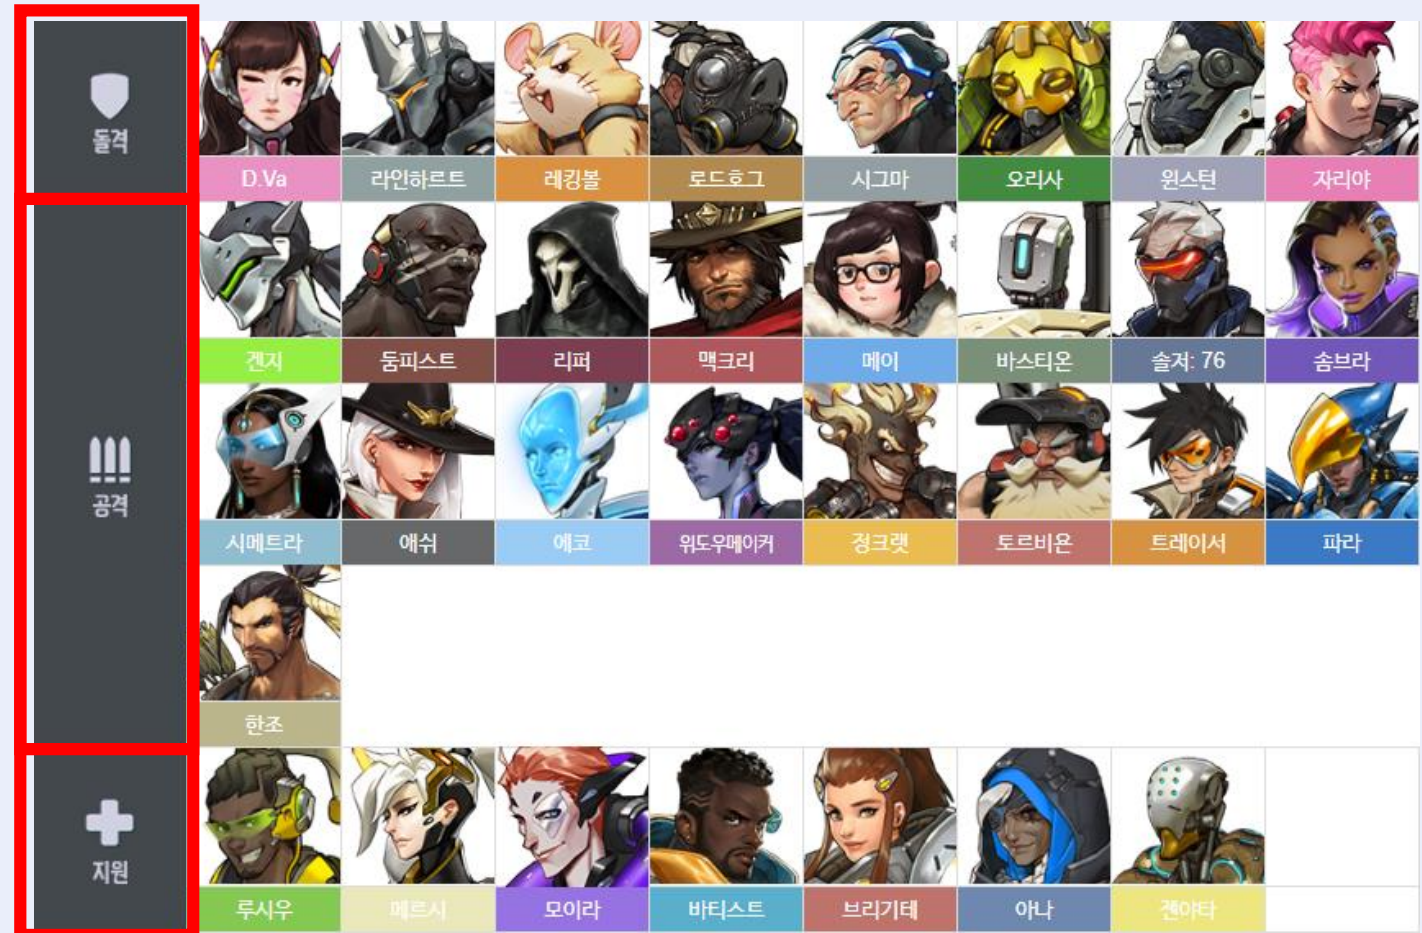 돌격
D.Va 라인하르트 레킹볼 로드호그 시그마 오리사 윈스턴 자리야
겐지 둠피스트 리퍼 맥크리 메이 바스티온 솔저: 76 솜브라
공격
시메트라 애쉬 에코 위도우메이커 정크랫 토르비욘 트레이서 파라
한조
지원
루시우 메르시 모이라 바티스트 브리기테 아나 젠야타